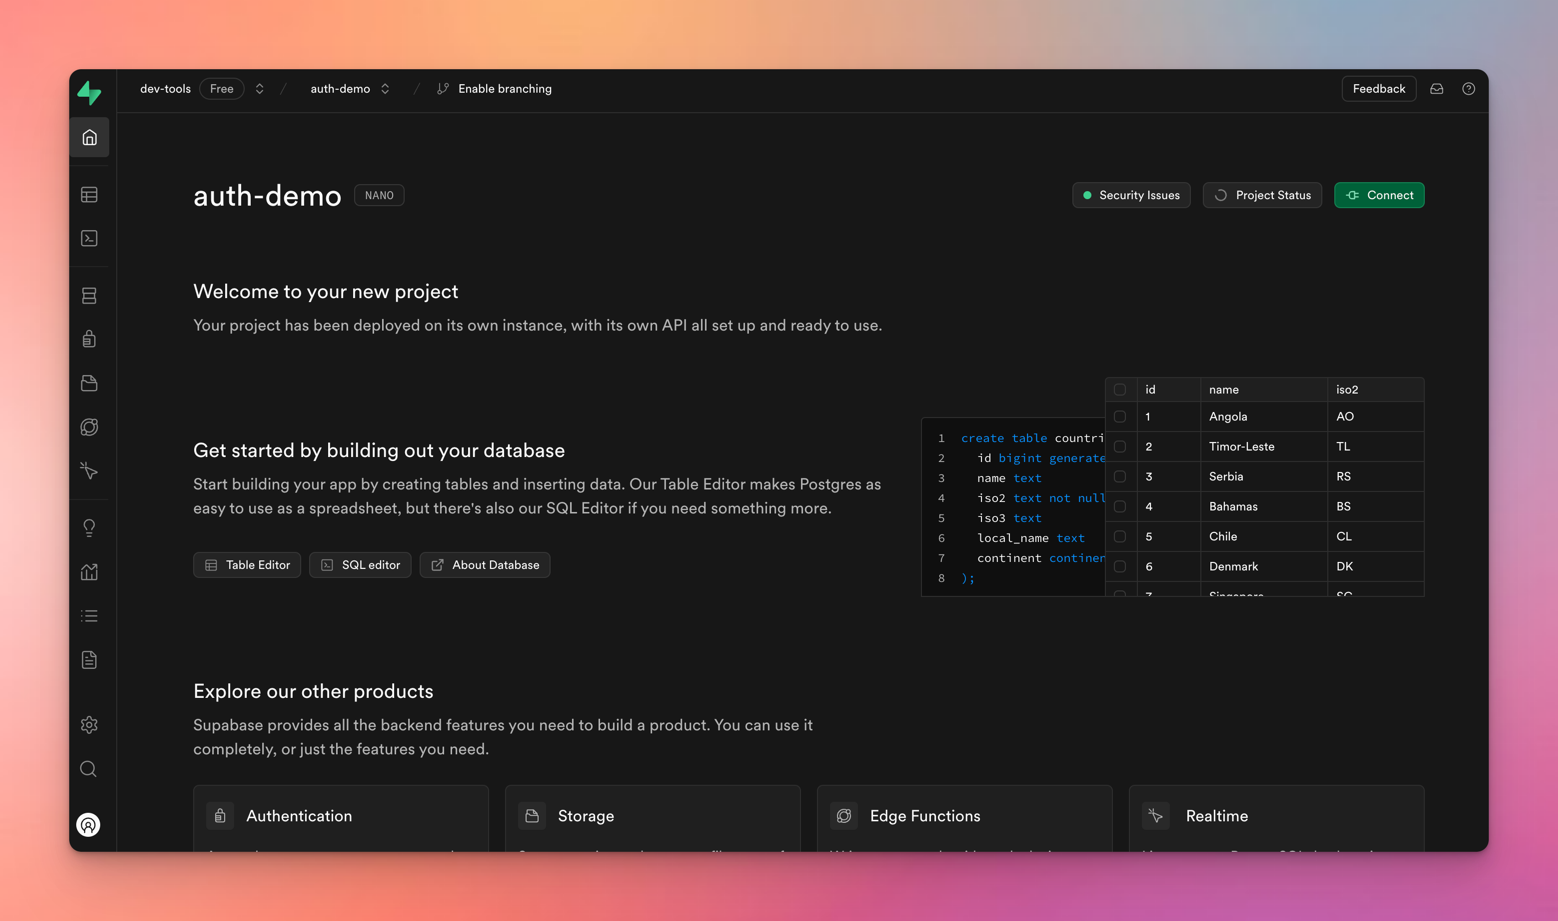 dev-tools Free / auth-demo / Enable branching Feedback
auth-demo NANO Security Issues Project Status Connect
Welcome to your new project
Your project has been deployed on its own instance, with its own API all set up and ready to use.
Get started by building out your database
Start building your app by creating tables and inserting data. Our Table Editor makes Postgres as
easy to use as a spreadsheet, but there's also our SQL Editor if you need something more.
Table Editor SQL editor About Database
1 create table countri
2 id bigint generate
3 name text
4 iso2 text not null
5 iso3 text
6 local_name text
7 continent continen
8 );
id name iso2
1 Angola AO
2 Timor-Leste TL
3 Serbia RS
4 Bahamas BS
5 Chile CL
6 Denmark DK
7 Singapore SG
Explore our other products
Supabase provides all the backend features you need to build a product. You can use it
completely, or just the features you need.
Authentication Storage Edge Functions Realtime